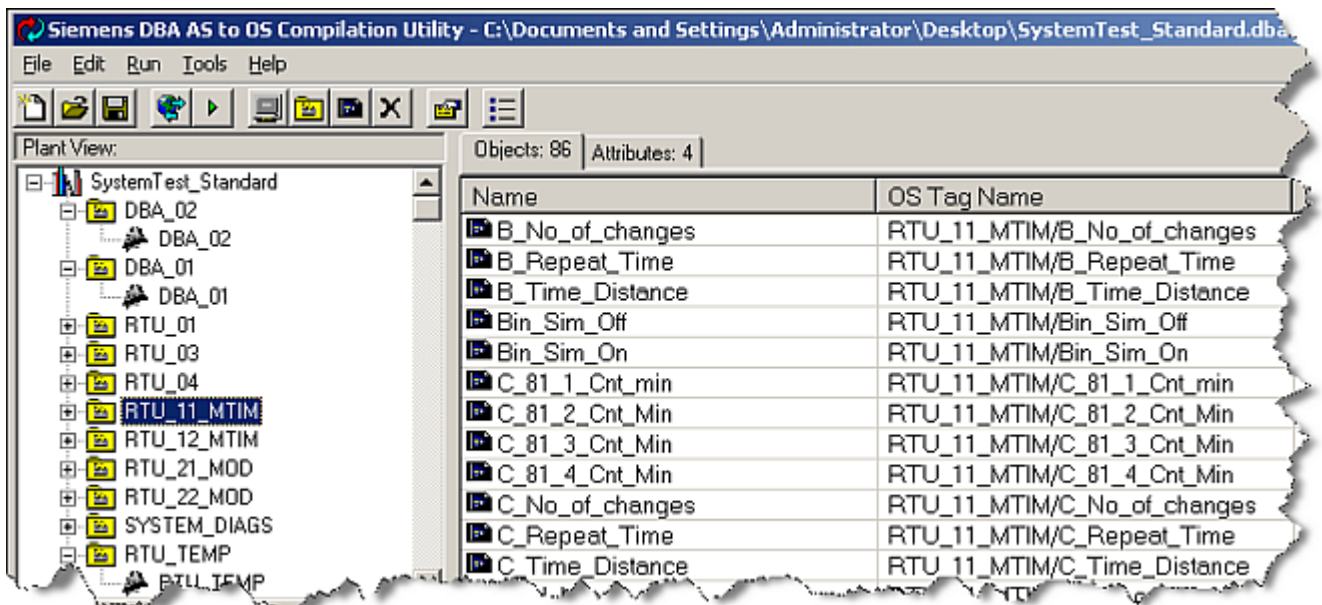 Siemens DBA AS to OS Compilation Utility - C:\Documents and Settings\Administrator\Desktop\SystemTest_Standard.dba
File Edit Run Tools Help
Plant View:
SystemTest_Standard
DBA_02
DBA_02
DBA_01
DBA_01
RTU_01
RTU_03
RTU_04
RTU_11_MTIM
RTU_12_MTIM
RTU_21_MOD
RTU_22_MOD
SYSTEM_DIAGS
RTU_TEMP
RTU_TEMP
Objects: 86 Attributes: 4
Name OS Tag Name
B_No_of_changes RTU_11_MTIM/B_No_of_changes
B_Repeat_Time RTU_11_MTIM/B_Repeat_Time
B_Time_Distance RTU_11_MTIM/B_Time_Distance
Bin_Sim_Off RTU_11_MTIM/Bin_Sim_Off
Bin_Sim_On RTU_11_MTIM/Bin_Sim_On
C_81_1_Cnt_min RTU_11_MTIM/C_81_1_Cnt_min
C_81_2_Cnt_Min RTU_11_MTIM/C_81_2_Cnt_Min
C_81_3_Cnt_Min RTU_11_MTIM/C_81_3_Cnt_Min
C_81_4_Cnt_Min RTU_11_MTIM/C_81_4_Cnt_Min
C_No_of_changes RTU_11_MTIM/C_No_of_changes
C_Repeat_Time RTU_11_MTIM/C_Repeat_Time
C_Time_Distance RTU_11_MTIM/C_Time_Distance